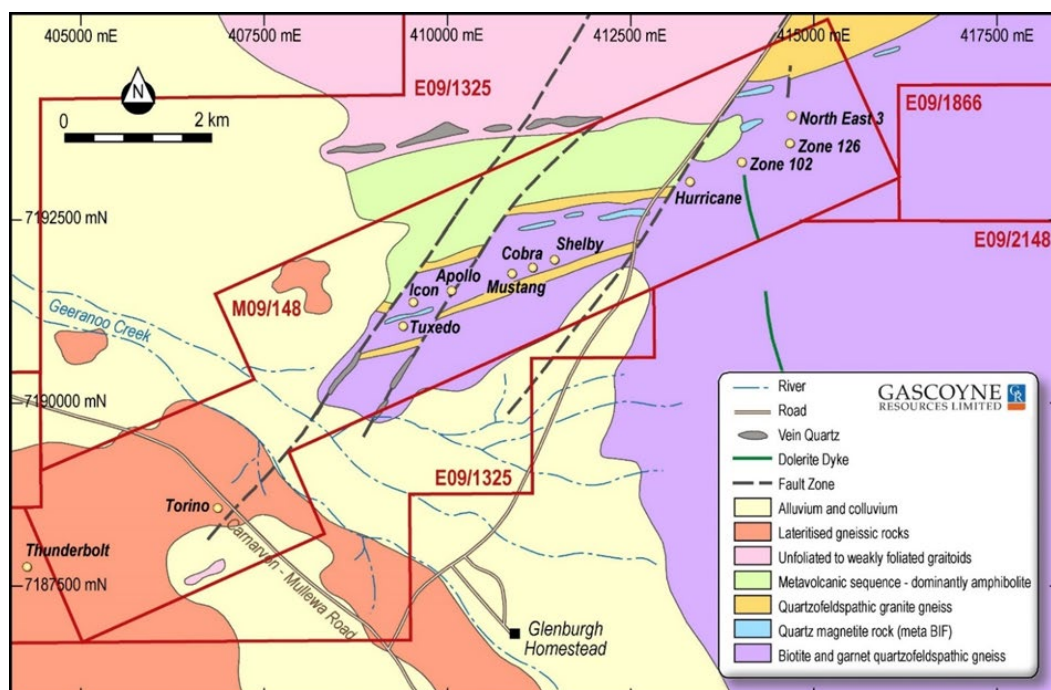 405000 mE
407500 mE
410000 mE
412500 mE
415000 mE
417500 mE
E09/1325
E09/1866
N
0 2 km
North East 3
Zone 126
Zone 102
Hurricane
7192500 mN
E09/2148
Shelby
Cobra
Apollo
Mustang
Icon
M09/148
Tuxedo
Geeranoo Creek
7190000 mN
E09/1325
Torino
Thunderbolt
7187500 mN
Carnarvon - Mullewa Road
Glenburgh
Homestead
GASCOYNE
RESOURCES LIMITED
GR
River
Road
Vein Quartz
Dolerite Dyke
Fault Zone
Alluvium and colluvium
Lateritised gneissic rocks
Unfoliated to weakly foliated graitoids
Metavolcanic sequence - dominantly amphibolite
Quartzofeldspathic granite gneiss
Quartz magnetite rock (meta BIF)
Biotite and garnet quartzofeldspathic gneiss